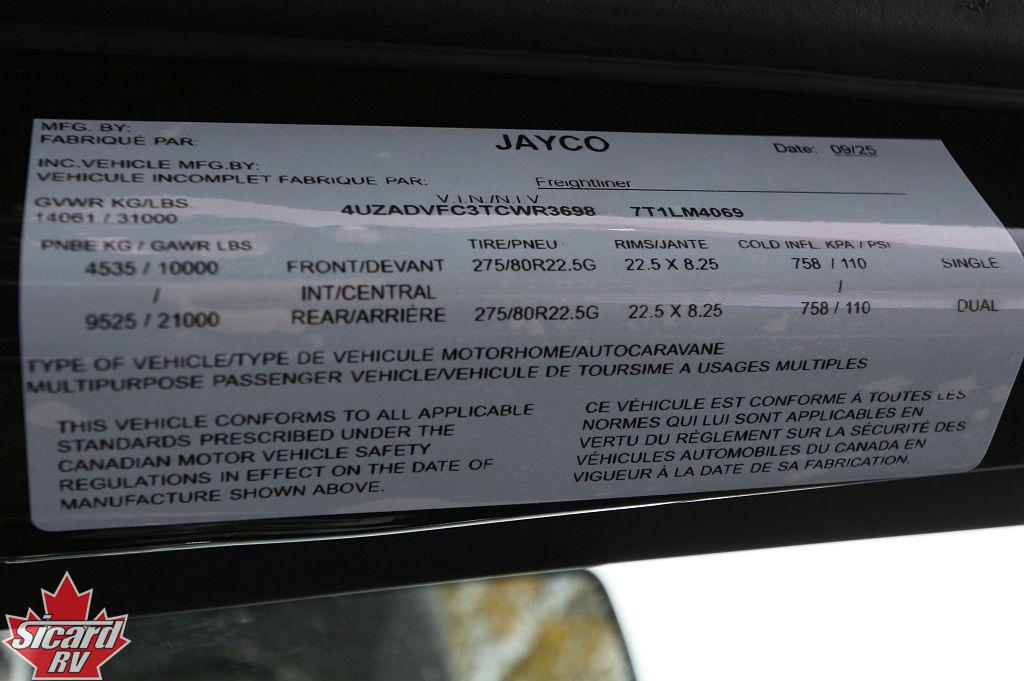 MFG. BY:
FABRIQUÉ PAR: JAYCO Date: 09/25
INC.VEHICLE MFG.BY:
VEHICULE INCOMPLET FABRIQUE PAR: Freightliner
GVWR KG/LBS. V.I.N./N.I.V
14061 / 31000 4UZADVFC3TCWR3698 7T1LM4069
PNBE KG / GAWR LBS TIRE/PNEU RIMS/JANTE COLD INFL. KPA / PSI
4535 / 10000 FRONT/DEVANT 275/80R22.5G 22.5 X 8.25 758 / 110 SINGLE
/ INT/CENTRAL /
9525 / 21000 REAR/ARRIÈRE 275/80R22.5G 22.5 X 8.25 758 / 110 DUAL
TYPE OF VEHICLE/TYPE DE VEHICULE MOTORHOME/AUTOCARAVANE
MULTIPURPOSE PASSENGER VEHICLE/VEHICULE DE TOURSIME A USAGES MULTIPLES
THIS VEHICLE CONFORMS TO ALL APPLICABLE
STANDARDS PRESCRIBED UNDER THE
CANADIAN MOTOR VEHICLE SAFETY
REGULATIONS IN EFFECT ON THE DATE OF
MANUFACTURE SHOWN ABOVE.
CE VÉHICULE EST CONFORME À TOUTES LES
NORMES QUI LUI SONT APPLICABLES EN
VERTU DU RÈGLEMENT SUR LA SÉCURITÉ DES
VÉHICULES AUTOMOBILES DU CANADA EN
VIGUEUR À LA DATE DE SA FABRICATION.
Sicard
RV